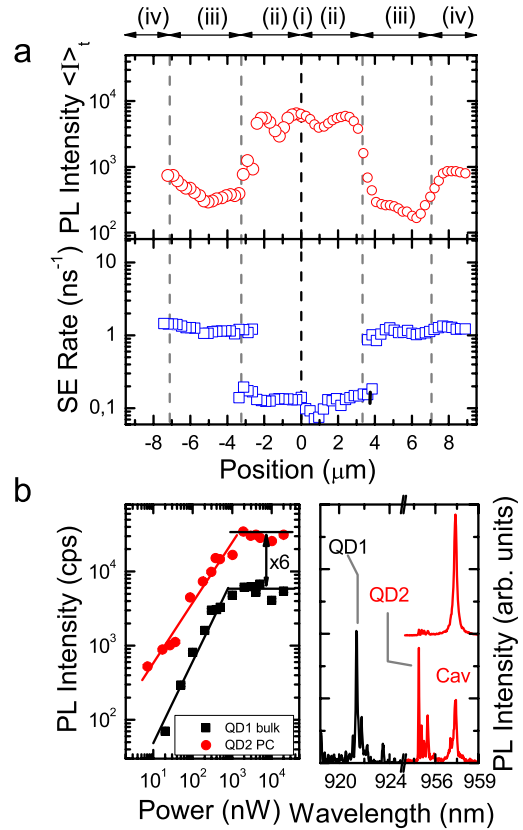 (iv) (iii) (ii) (i) (ii) (iii) (iv)
a
PL Intensity <I>t
10^4
10^3
10^2
SE Rate (ns^-1)
10
1
0,1
-8 -6 -4 -2 0 2 4 6 8
Position (μm)
b
PL Intensity (cps)
10^5
10^4
10^3
10^2
x6
QD1 bulk
QD2 PC
10^1 10^2 10^3 10^4
Power (nW)
QD1
QD2
Cav
PL Intensity (arb. units)
920 924 956 959
Wavelength (nm)